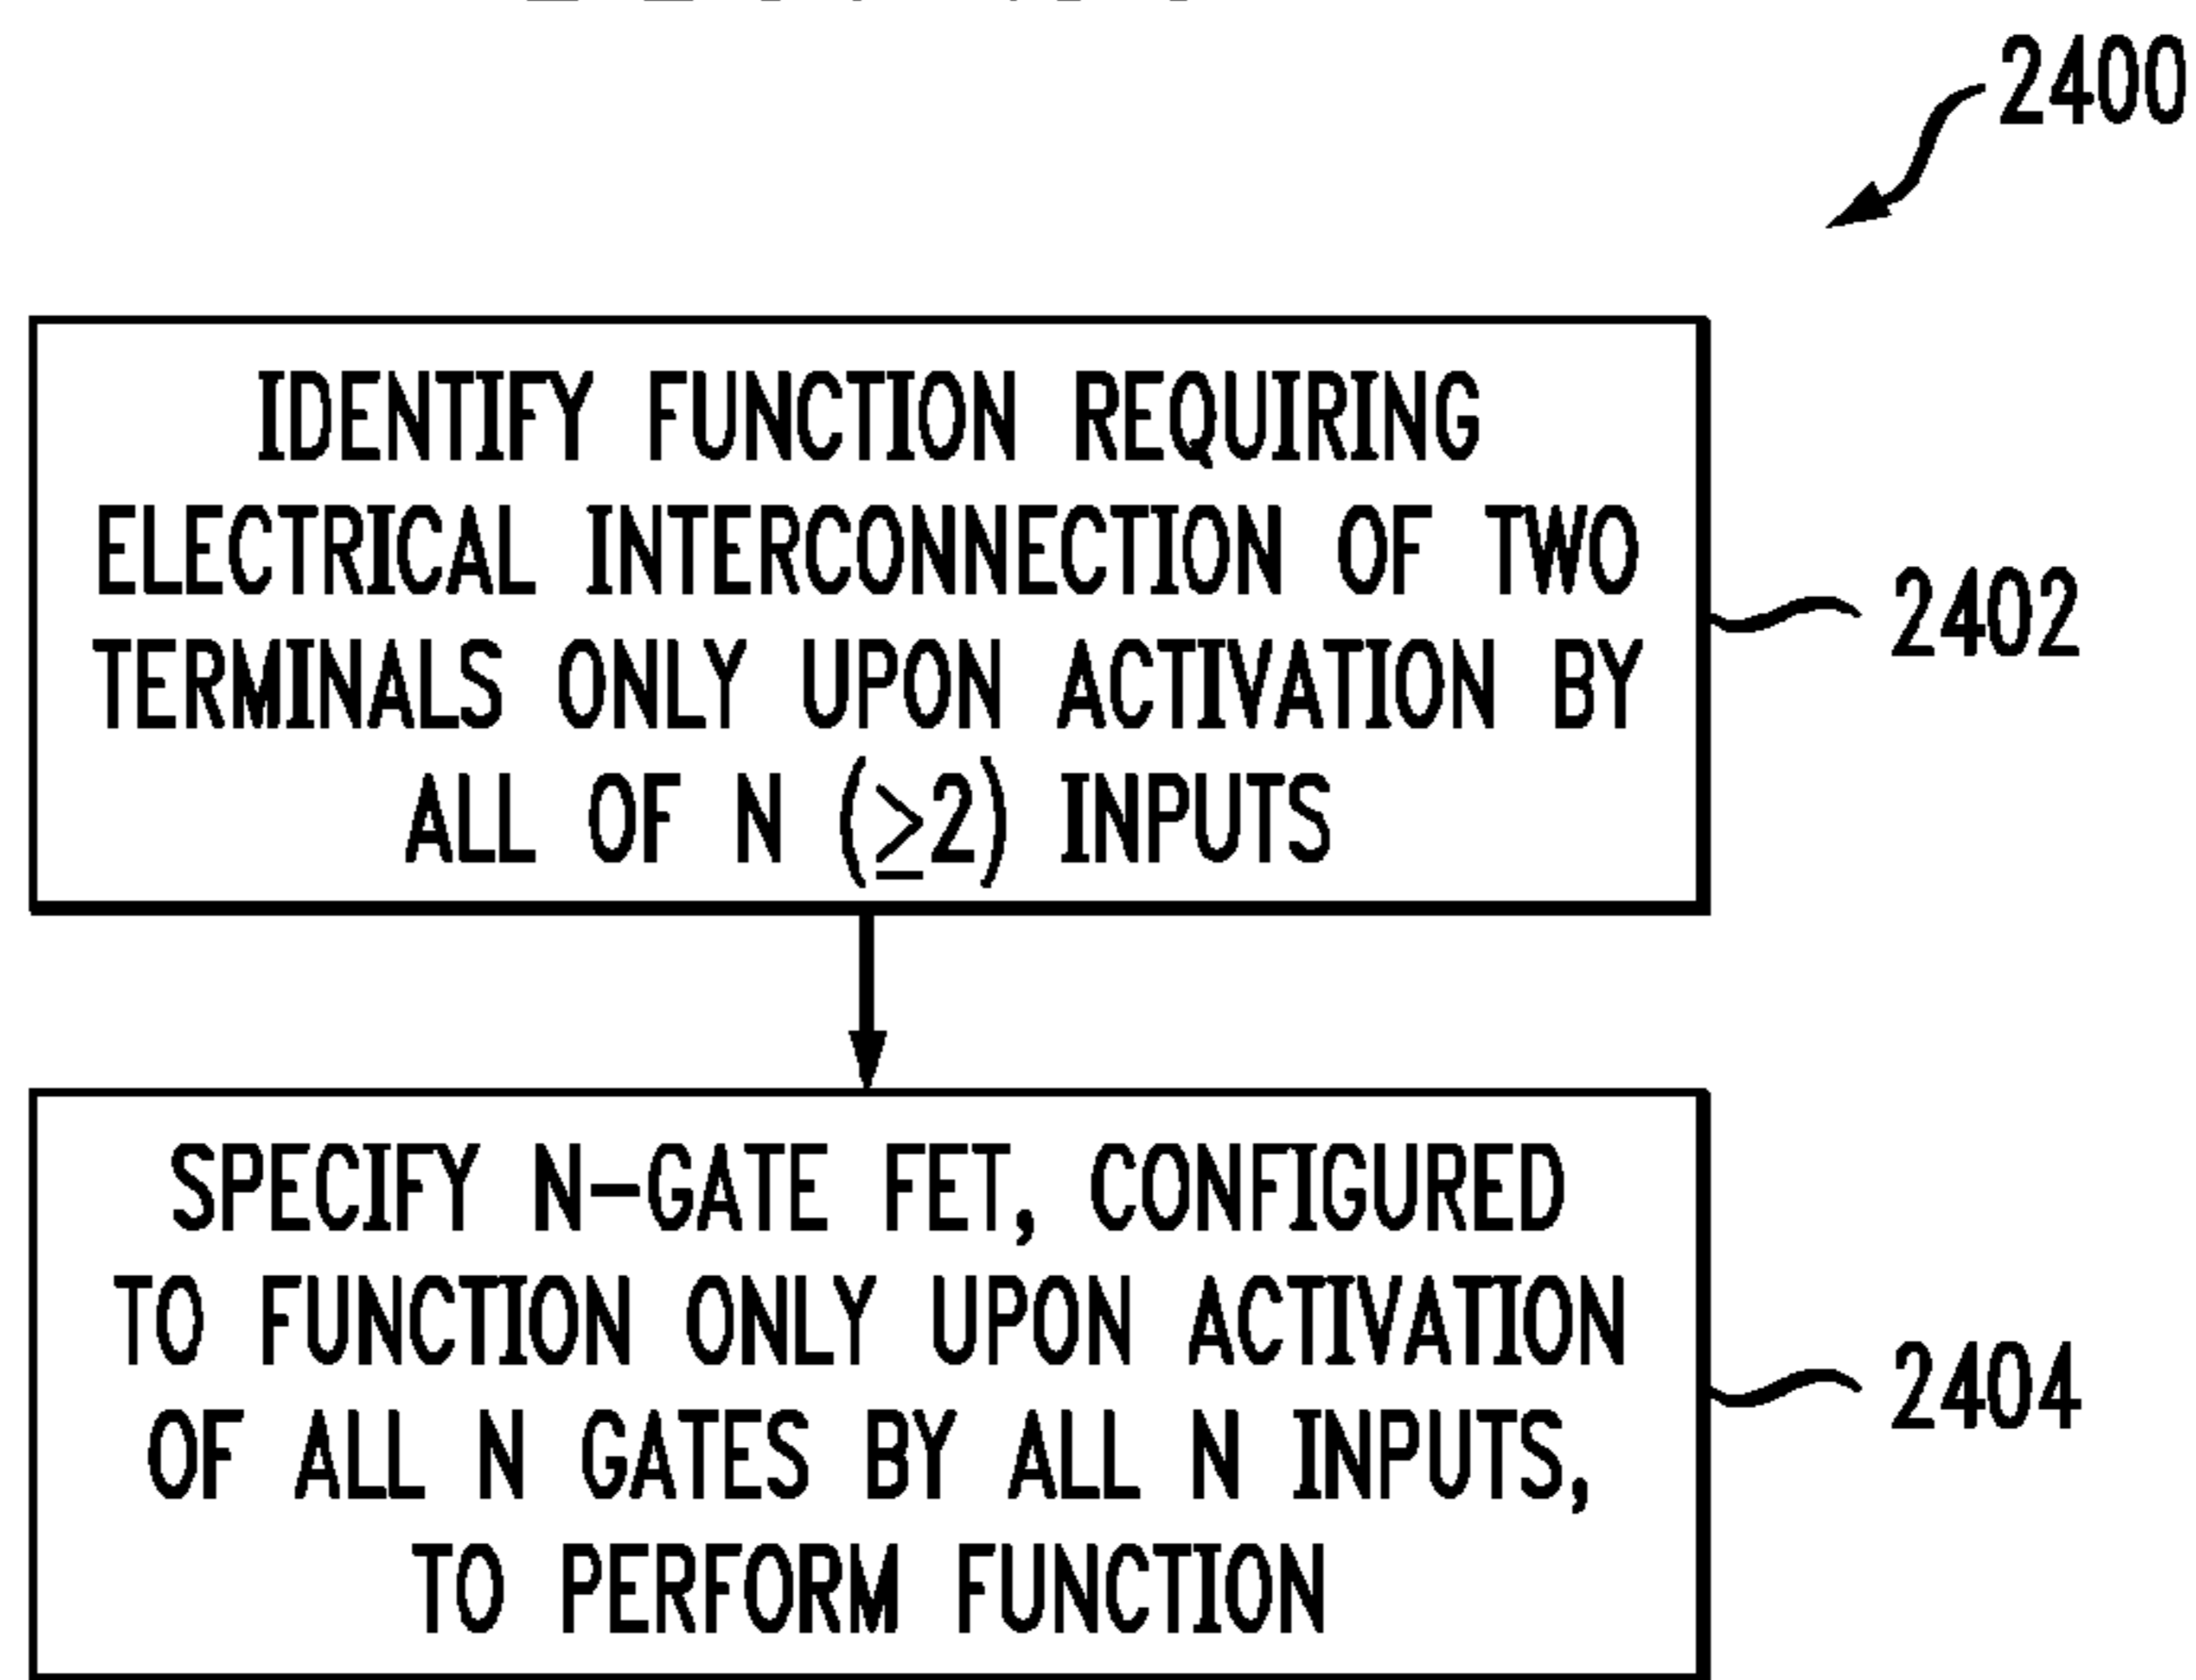 2400
IDENTIFY FUNCTION REQUIRING
ELECTRICAL INTERCONNECTION OF TWO
TERMINALS ONLY UPON ACTIVATION BY
ALL OF N (≥2) INPUTS
2402
SPECIFY N-GATE FET, CONFIGURED
TO FUNCTION ONLY UPON ACTIVATION
OF ALL N GATES BY ALL N INPUTS,
TO PERFORM FUNCTION
2404